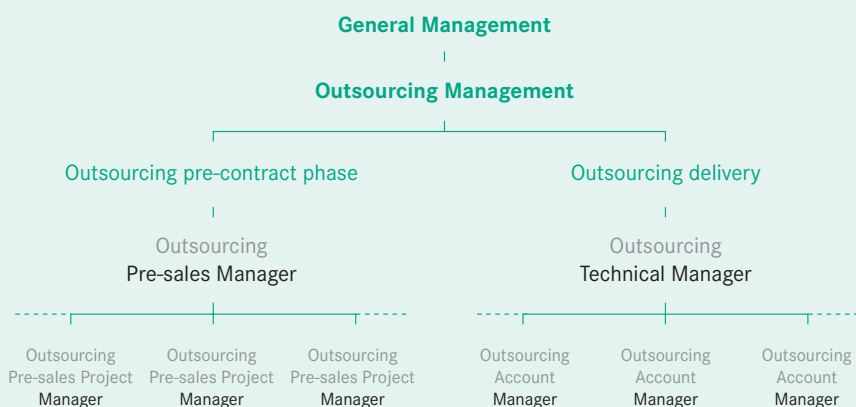 General Management
Outsourcing Management
Outsourcing pre-contract phase
Outsourcing delivery
Outsourcing
Pre-sales Manager
Outsourcing
Technical Manager
Outsourcing
Pre-sales Project
Manager
Outsourcing
Pre-sales Project
Manager
Outsourcing
Pre-sales Project
Manager
Outsourcing
Account
Manager
Outsourcing
Account
Manager
Outsourcing
Account
Manager